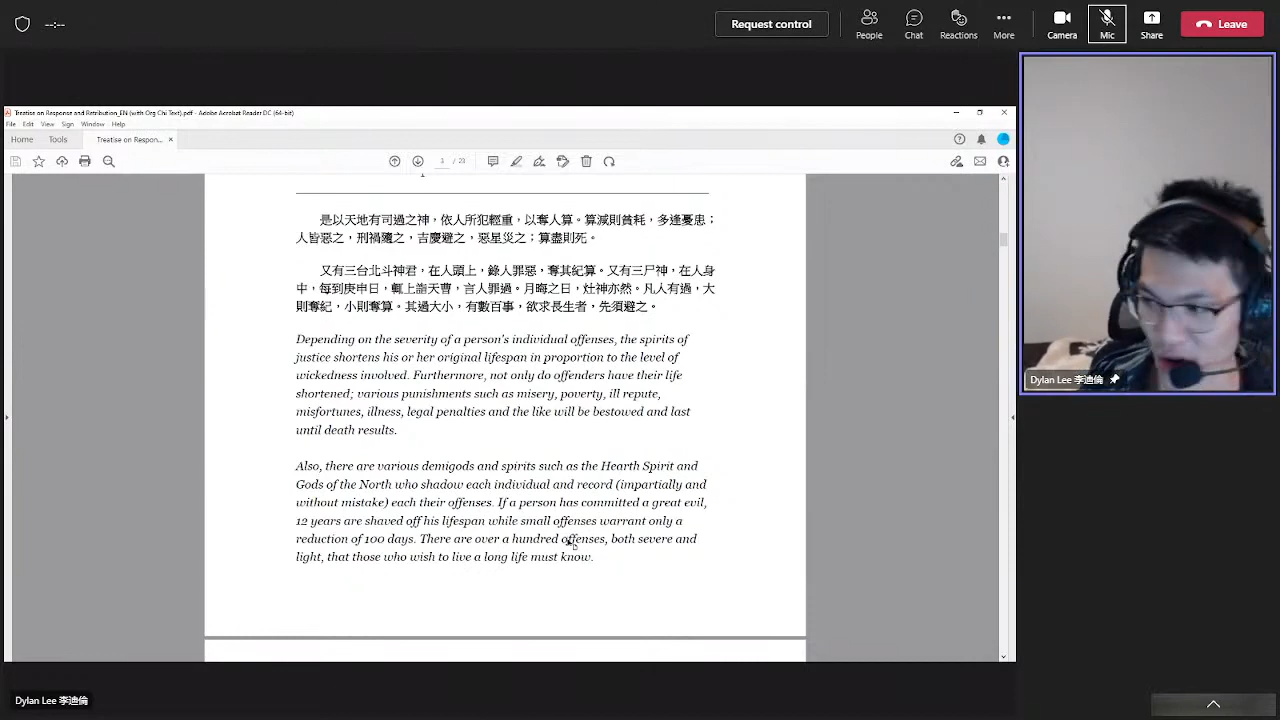 --:--
Request control
People
Chat
Reactions
More
Camera
Mic
Share
Leave
Treatise on Response and Retribution_EN (with Org Chi Text).pdf - Adobe Acrobat Reader DC (64-bit)
File Edit View Sign Window Help
Home Tools Treatise on Respon... ×
3 / 23
是以天地有司過之神，依人所犯輕重，以奪人算。算減則貧耗，多逢憂患；
人皆惡之，刑禍隨之，吉慶避之，惡星災之；算盡則死。
又有三台北斗神君，在人頭上，錄人罪惡，奪其紀算。又有三尸神，在人身
中，每到庚申日，輒上詣天曹，言人罪過。月晦之日，灶神亦然。凡人有過，大
則奪紀，小則奪算。其過大小，有數百事，欲求長生者，先須避之。
Depending on the severity of a person's individual offenses, the spirits of
justice shortens his or her original lifespan in proportion to the level of
wickedness involved. Furthermore, not only do offenders have their life
shortened; various punishments such as misery, poverty, ill repute,
misfortunes, illness, legal penalties and the like will be bestowed and last
until death results.
Also, there are various demigods and spirits such as the Hearth Spirit and
Gods of the North who shadow each individual and record (impartially and
without mistake) each their offenses. If a person has committed a great evil,
12 years are shaved off his lifespan while small offenses warrant only a
reduction of 100 days. There are over a hundred offenses, both severe and
light, that those who wish to live a long life must know.
Dylan Lee 李迪倫
Dylan Lee 李迪倫